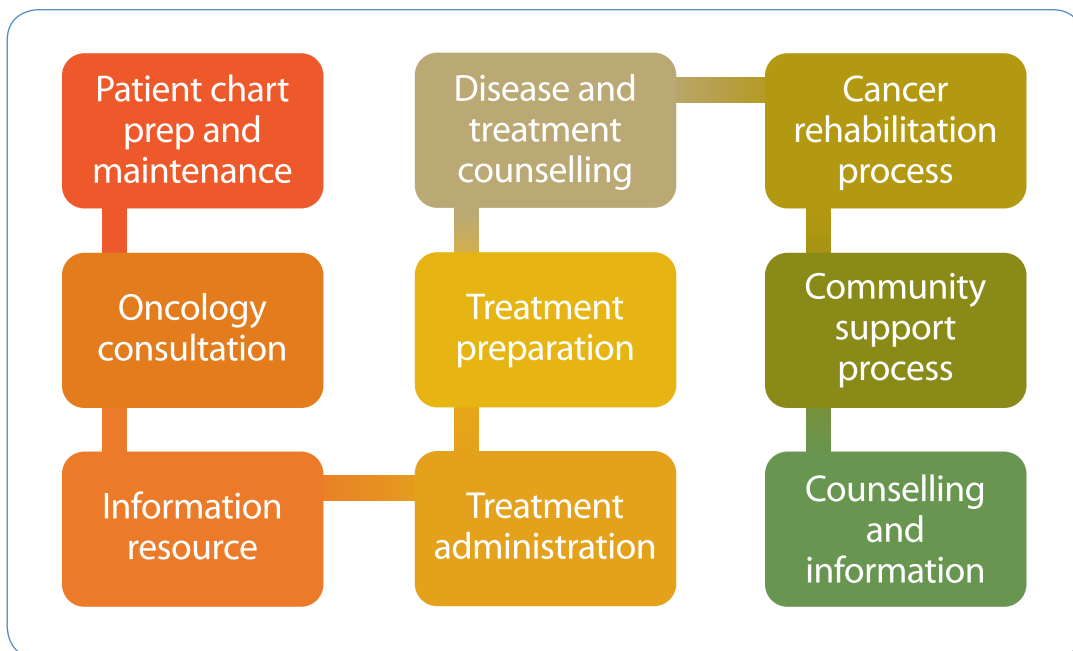 Patient chart
prep and
maintenance
Oncology
consultation
Information
resource
Treatment
administration
Treatment
preparation
Disease and
treatment
counselling
Cancer
rehabilitation
process
Community
support
process
Counselling
and
information